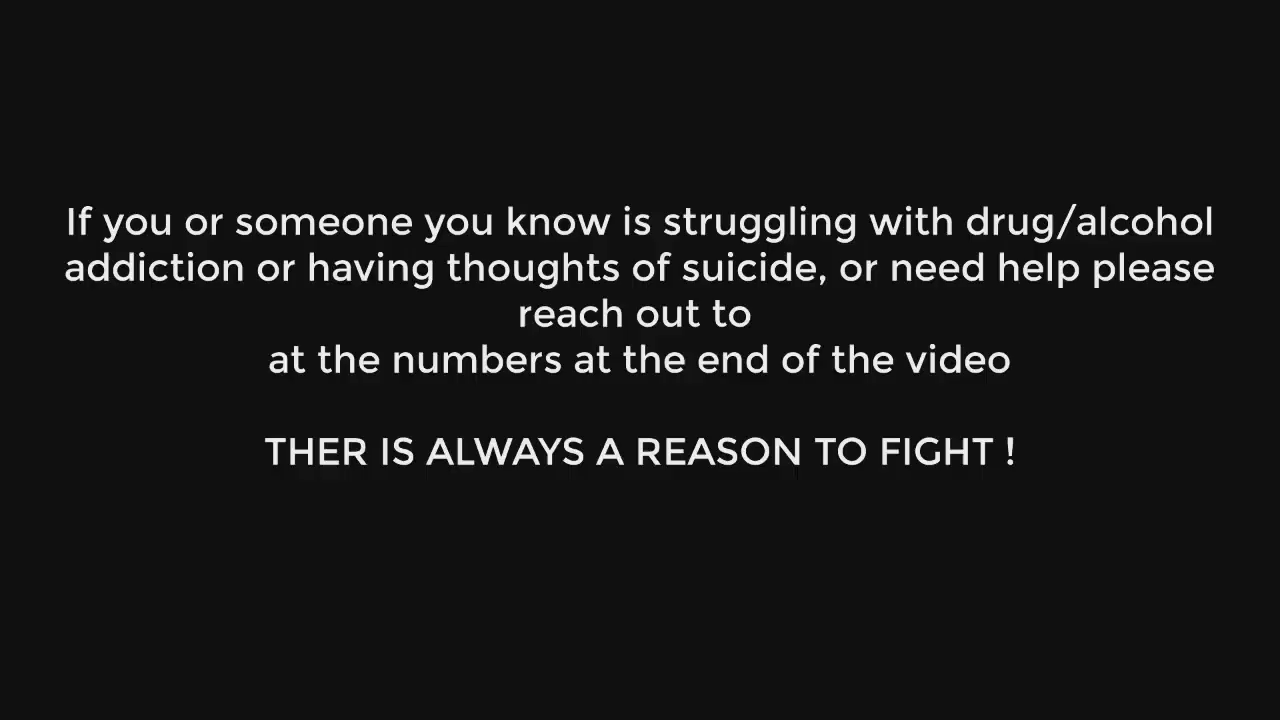 If you or someone you know is struggling with drug/alcohol
addiction or having thoughts of suicide, or need help please
reach out to
at the numbers at the end of the video
THER IS ALWAYS A REASON TO FIGHT !